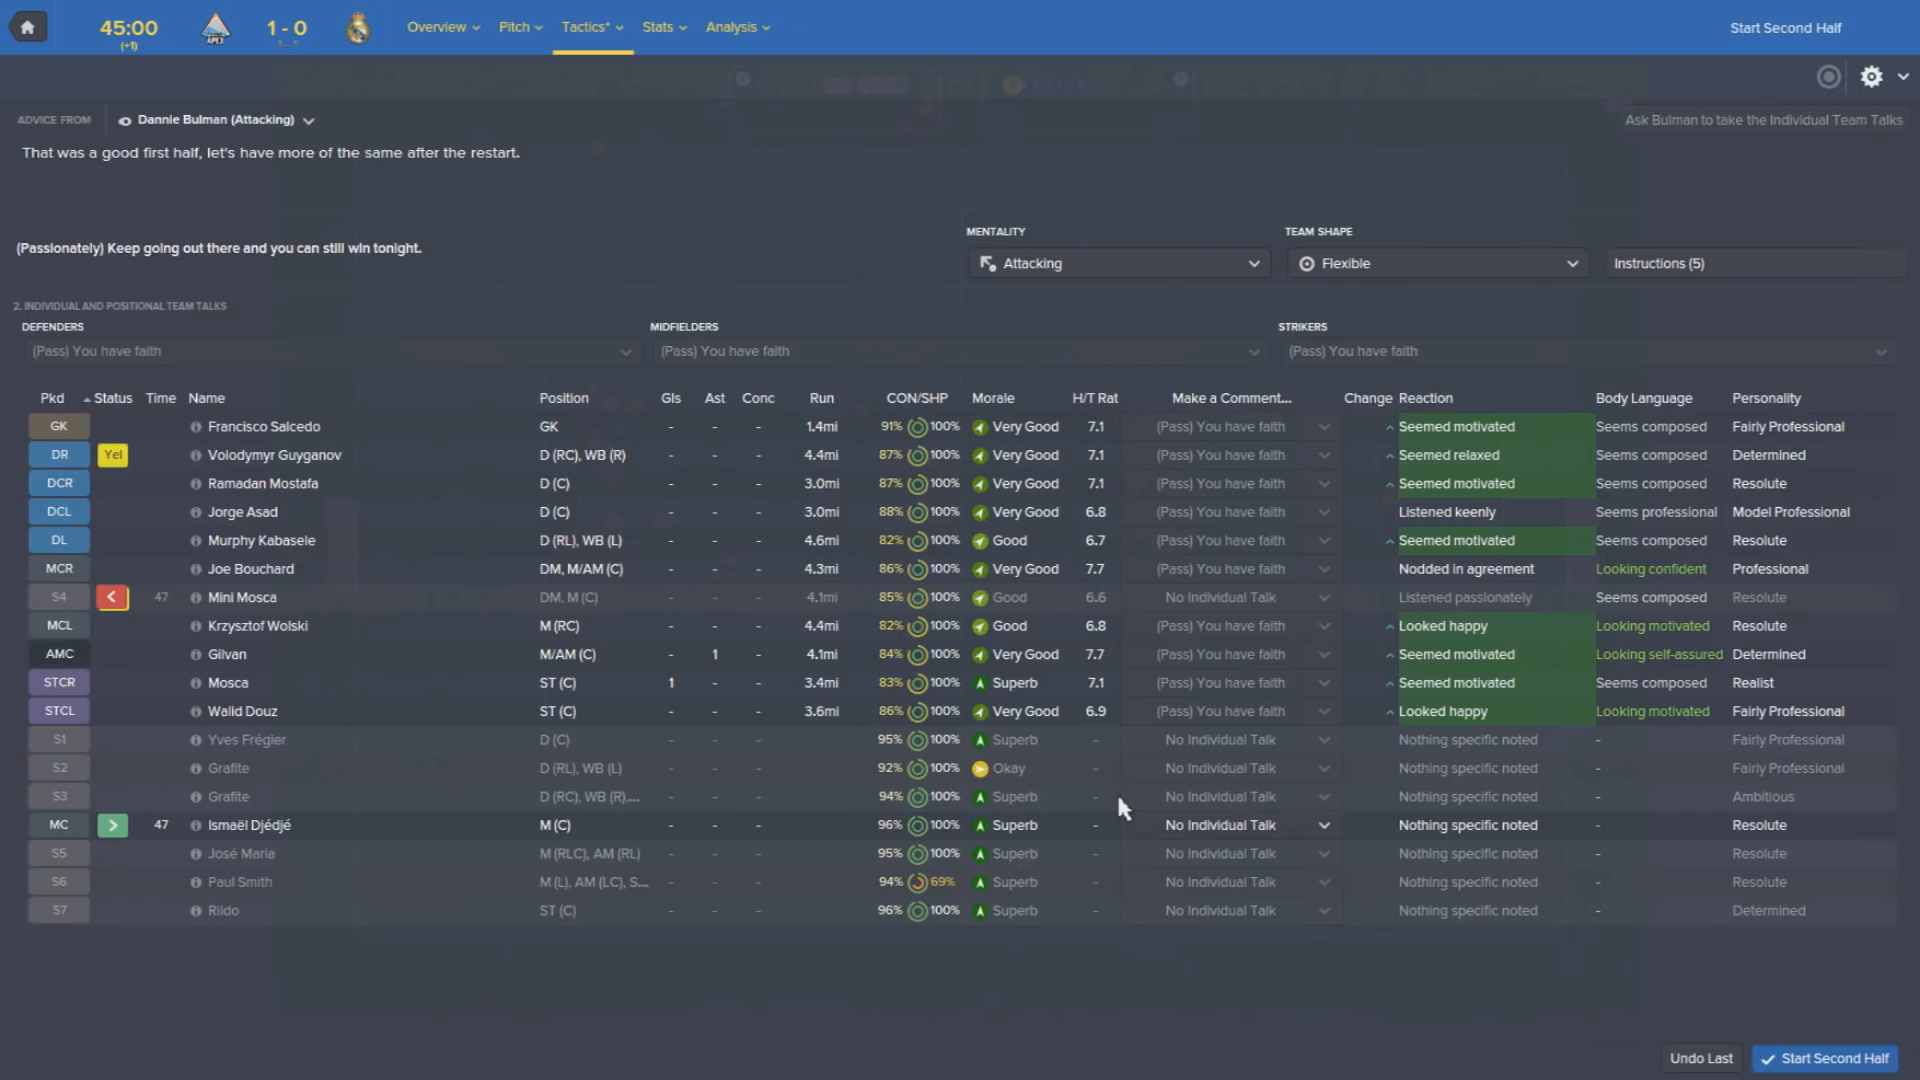 45:00
(+1)
APEX
1 - 0
1 - 1
Overview
Pitch
Tactics*
Stats
Analysis
Start Second Half
ADVICE FROM
Dannie Bulman (Attacking)
Ask Bulman to take the Individual Team Talks
That was a good first half, let's have more of the same after the restart.
(Passionately) Keep going out there and you can still win tonight.
MENTALITY
TEAM SHAPE
Attacking
Flexible
Instructions (5)
2. INDIVIDUAL AND POSITIONAL TEAM TALKS
DEFENDERS MIDFIELDERS STRIKERS
(Pass) You have faith (Pass) You have faith (Pass) You have faith
Pkd Status Time Name Position Gls Ast Conc Run CON/SHP Morale H/T Rat Make a Comment... Change Reaction Body Language Personality
GK Francisco Salcedo GK - - - 1.4mi 91% 100% Very Good 7.1 (Pass) You have faith Seemed motivated Seems composed Fairly Professional
DR Yel Volodymyr Guyganov D (RC), WB (R) - - - 4.4mi 87% 100% Very Good 7.1 (Pass) You have faith Seemed relaxed Seems composed Determined
DCR Ramadan Mostafa D (C) - - - 3.0mi 87% 100% Very Good 7.1 (Pass) You have faith Seemed motivated Seems composed Resolute
DCL Jorge Asad D (C) - - - 3.0mi 88% 100% Very Good 6.8 (Pass) You have faith Listened keenly Seems professional Model Professional
DL Murphy Kabasele D (RL), WB (L) - - - 4.6mi 82% 100% Good 6.7 (Pass) You have faith Seemed motivated Seems composed Resolute
MCR Joe Bouchard DM, M/AM (C) - - - 4.3mi 86% 100% Very Good 7.7 (Pass) You have faith Nodded in agreement Looking confident Professional
S4 47 Mini Mosca DM, M (C) - - - 4.1mi 85% 100% Good 6.6 No Individual Talk Listened passionately Seems composed Resolute
MCL Krzysztof Wolski M (RC) - - - 4.4mi 82% 100% Good 6.8 (Pass) You have faith Looked happy Looking motivated Resolute
AMC Gilvan M/AM (C) - 1 - 4.1mi 84% 100% Very Good 7.7 (Pass) You have faith Seemed motivated Looking self-assured Determined
STCR Mosca ST (C) 1 - - 3.4mi 83% 100% Superb 7.1 (Pass) You have faith Seemed motivated Seems composed Realist
STCL Walid Douz ST (C) - - - 3.6mi 86% 100% Very Good 6.9 (Pass) You have faith Looked happy Looking motivated Fairly Professional
S1 Yves Frégier D (C) - - - 95% 100% Superb - No Individual Talk Nothing specific noted - Fairly Professional
S2 Grafite D (RL), WB (L) - - - 92% 100% Okay - No Individual Talk Nothing specific noted - Fairly Professional
S3 Grafite D (RC), WB (R),... - - - 94% 100% Superb - No Individual Talk Nothing specific noted - Ambitious
MC 47 Ismaël Djédjé M (C) - - - 96% 100% Superb - No Individual Talk Nothing specific noted - Resolute
S5 José Maria M (RLC), AM (RL) - - - 95% 100% Superb - No Individual Talk Nothing specific noted - Resolute
S6 Paul Smith M (L), AM (LC), S... - - - 94% 69% Superb - No Individual Talk Nothing specific noted - Resolute
S7 Rildo ST (C) - - - 96% 100% Superb - No Individual Talk Nothing specific noted - Determined
Undo Last
Start Second Half